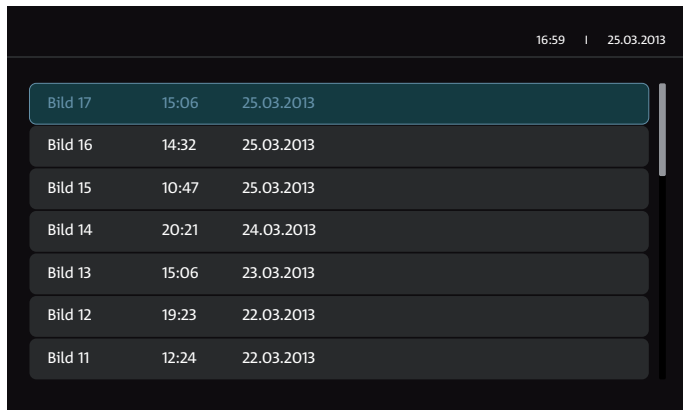 16:59 I 25.03.2013
Bild 17 15:06 25.03.2013
Bild 16 14:32 25.03.2013
Bild 15 10:47 25.03.2013
Bild 14 20:21 24.03.2013
Bild 13 15:06 23.03.2013
Bild 12 19:23 22.03.2013
Bild 11 12:24 22.03.2013